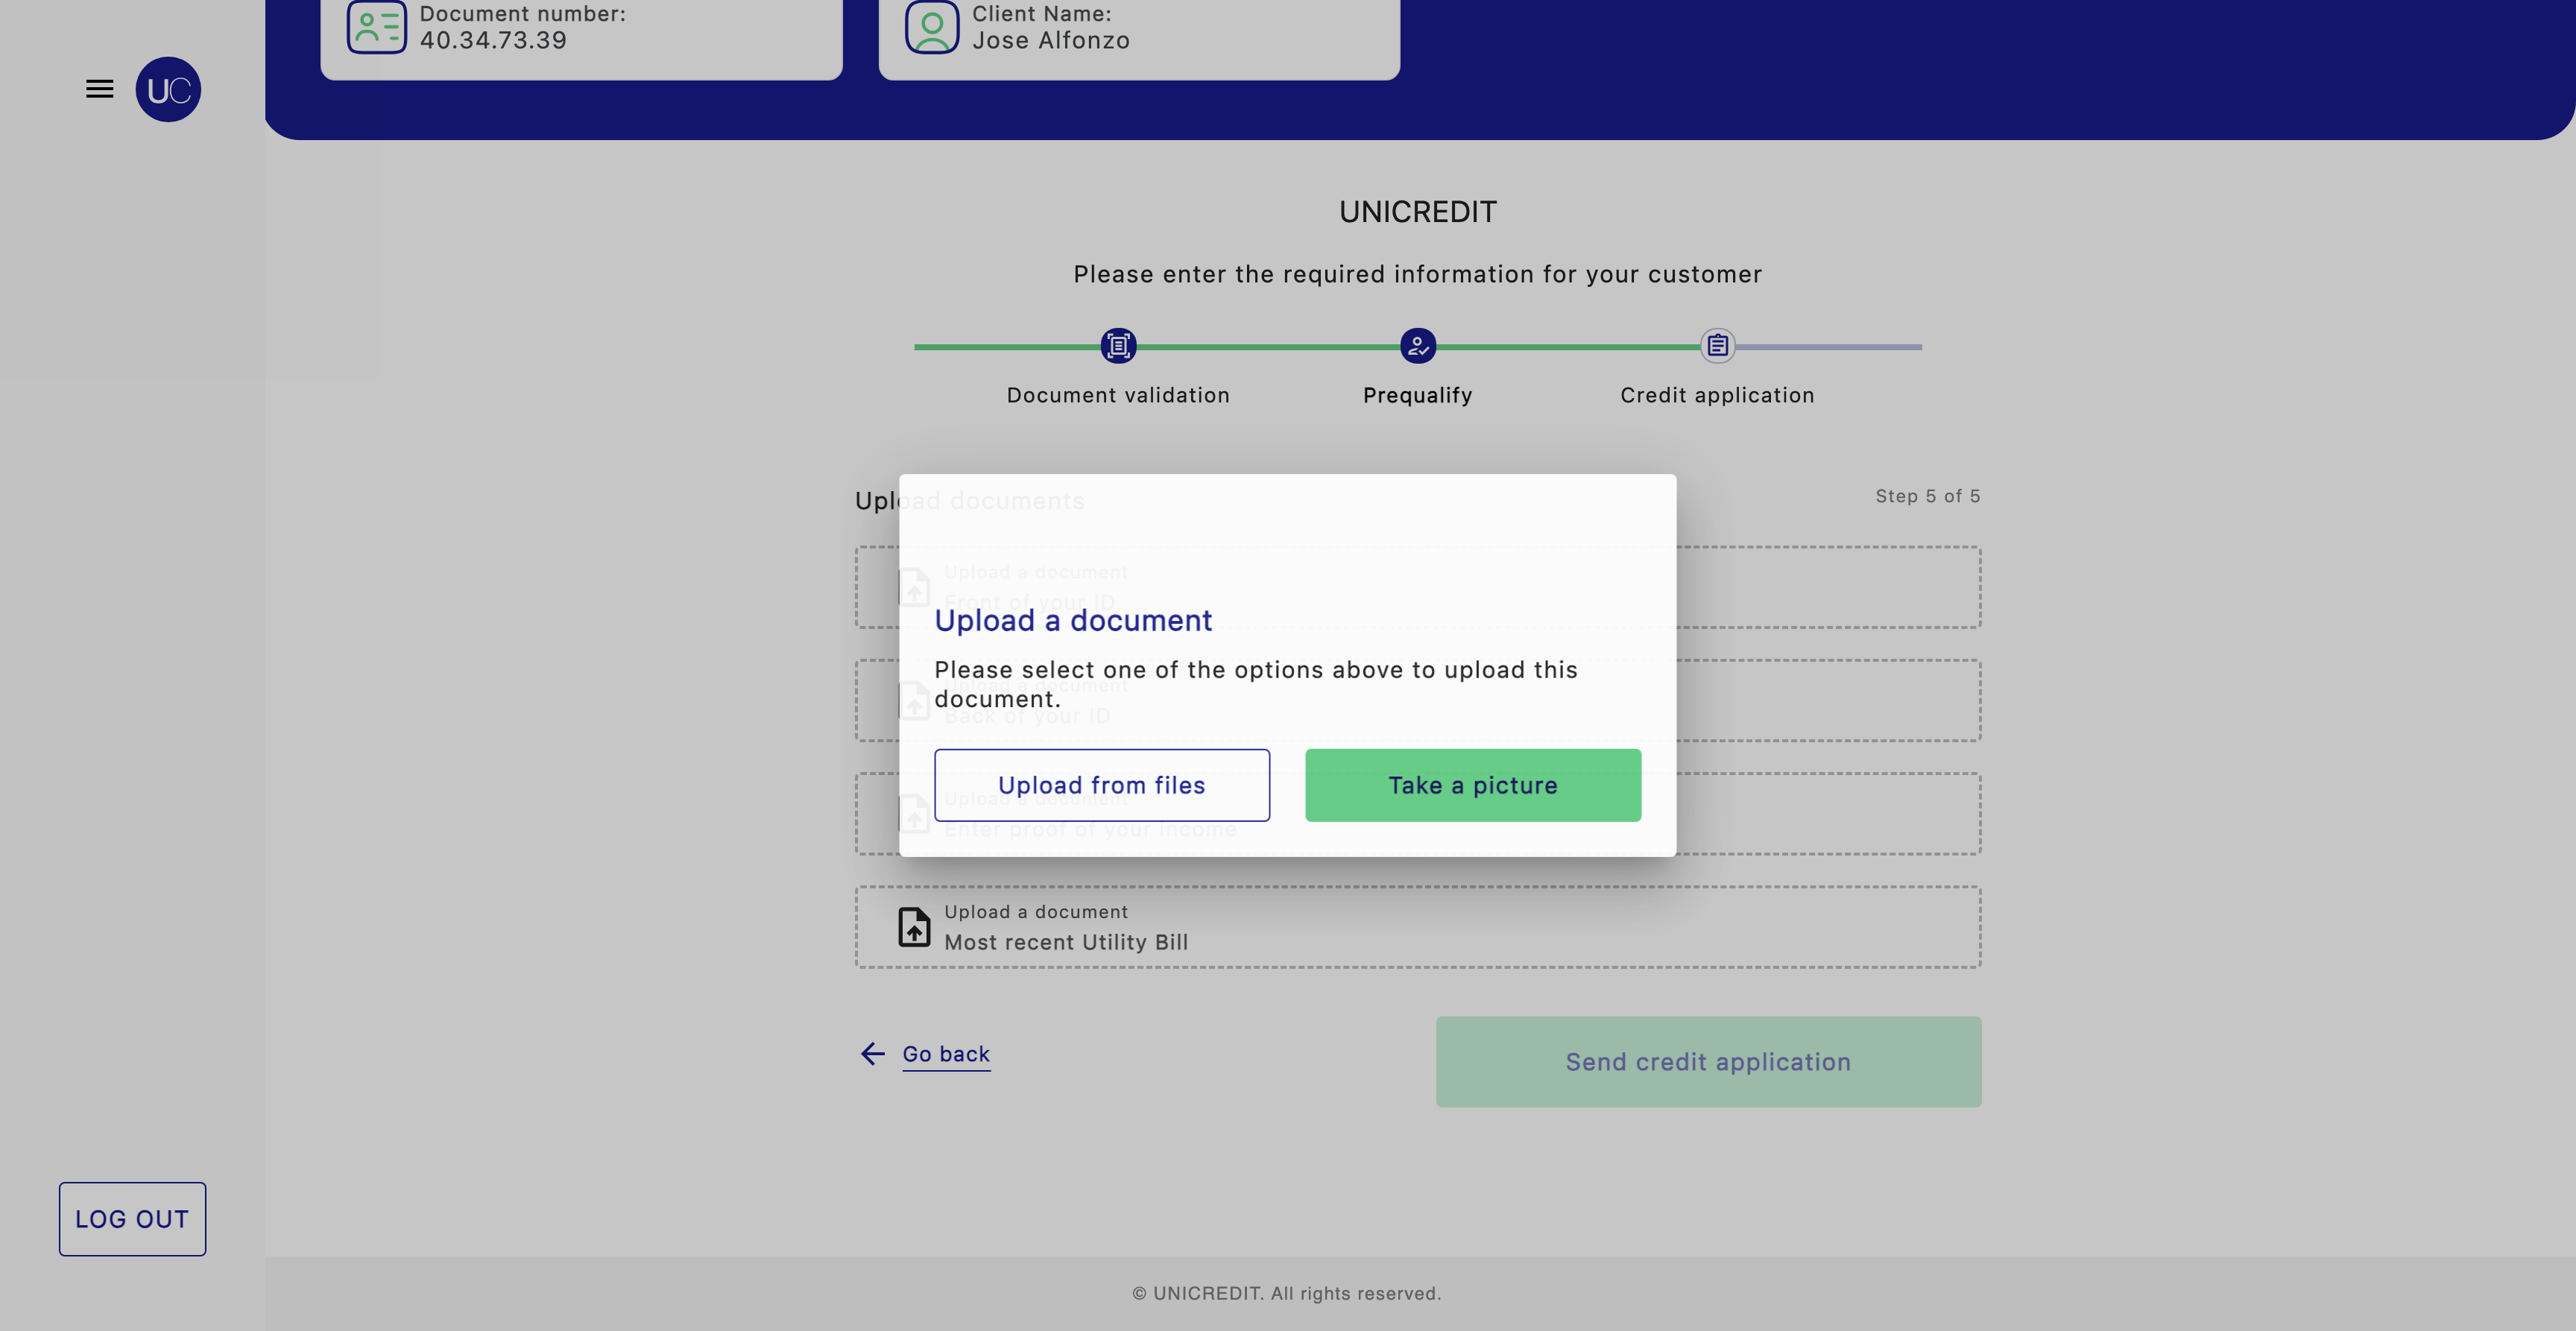 Document number:
40.34.73.39
Client Name:
Jose Alfonzo
UC
UNICREDIT
Please enter the required information for your customer
Document validation
Prequalify
Credit application
Upload documents
Step 5 of 5
Upload a document
Front of your ID
Upload a document
Please select one of the options above to upload this
document.
Upload a document
Back of your ID
Upload from files
Take a picture
Upload a document
Enter proof of your income
Upload a document
Most recent Utility Bill
Go back
Send credit application
LOG OUT
© UNICREDIT. All rights reserved.